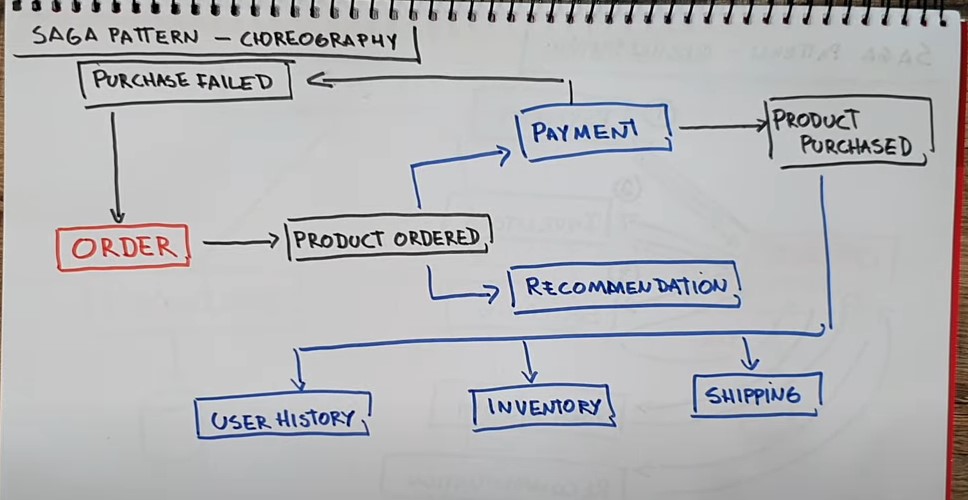 SAGA PATTERN - CHOREOGRAPHY
PURCHASE FAILED
PAYMENT
PRODUCT
PURCHASED
ORDER
PRODUCT ORDERED
RECOMMENDATION
USER HISTORY
INVENTORY
SHIPPING